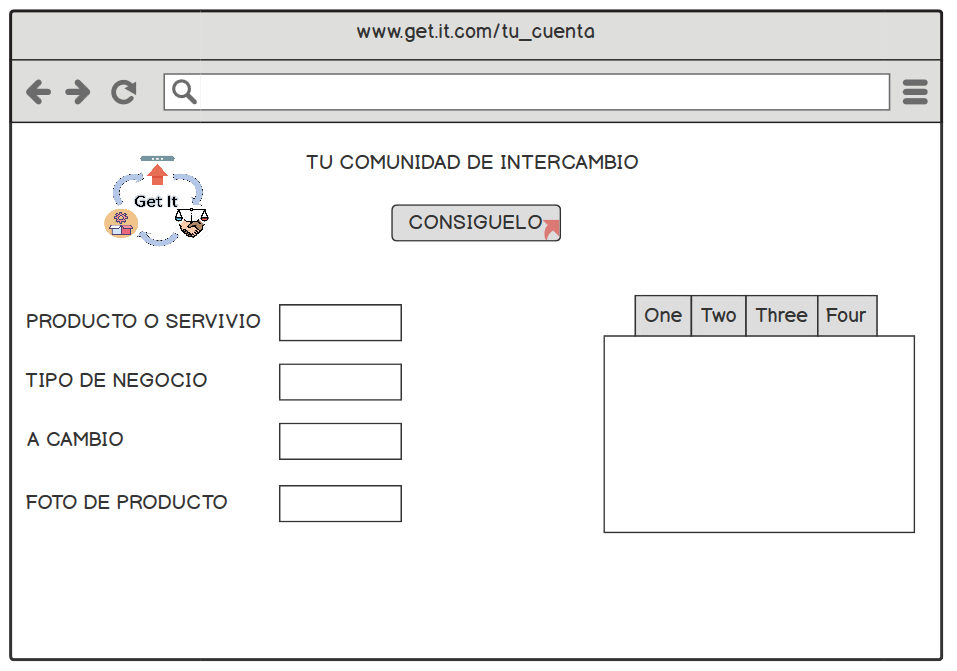 www.get.it.com/tu_cuenta
TU COMUNIDAD DE INTERCAMBIO
Get It
CONSIGUELO
PRODUCTO O SERVIVIO
TIPO DE NEGOCIO
A CAMBIO
FOTO DE PRODUCTO
One Two Three Four